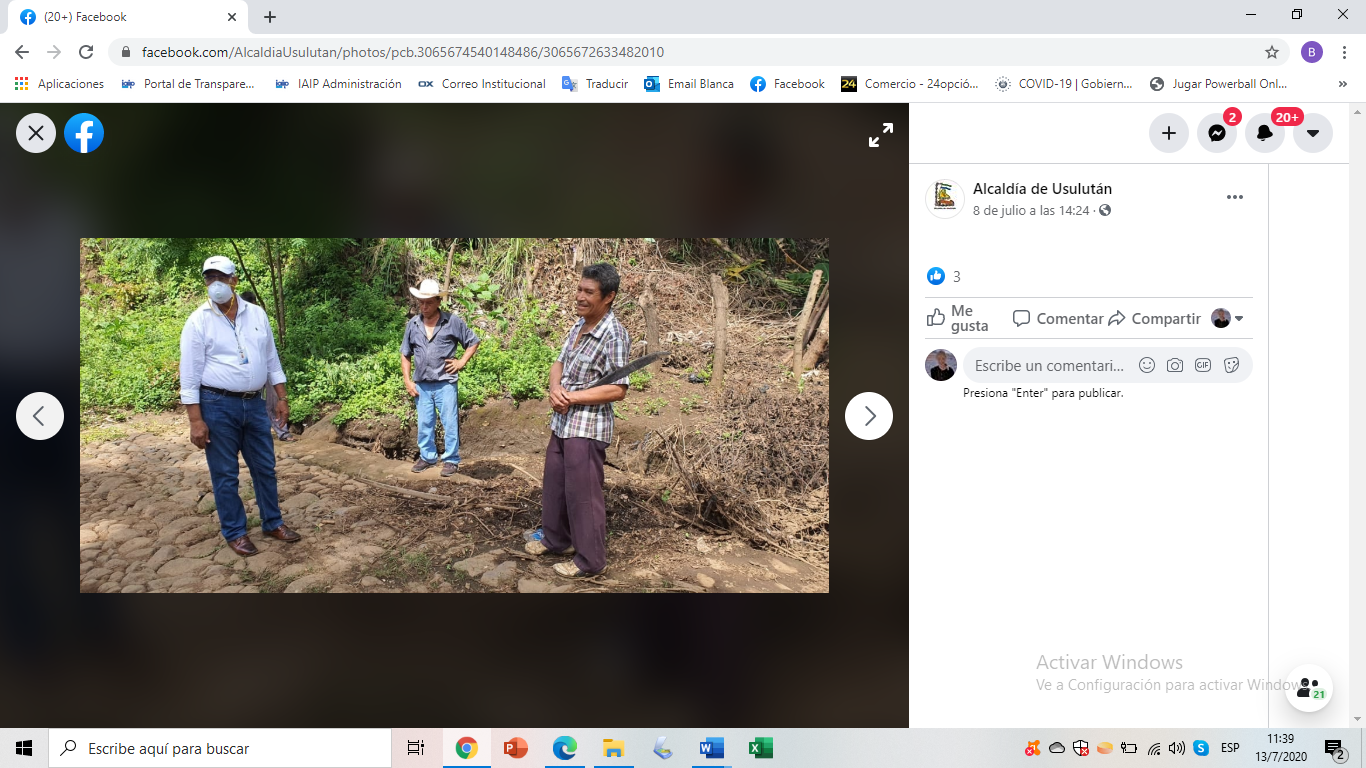 (20+) Facebook
facebook.com/AlcaldiaUsulutan/photos/pcb.3065674540148486/3065672633482010
B
Aplicaciones
Portal de Transpare...
IAIP Administración
Correo Institucional
Traducir
Email Blanca
Facebook
24
Comercio - 24opció...
COVID-19 | Gobiern...
Jugar Powerball Onl...
»
2
20+
Alcaldía de Usulután
8 de julio a las 14:24
3
Me gusta
Comentar
Compartir
Escribe un comentari...
GIF
Presiona "Enter" para publicar.
Activar Windows
Ve a Configuración para activar Windows
21
Escribe aquí para buscar
ESP
11:39
13/7/2020
2